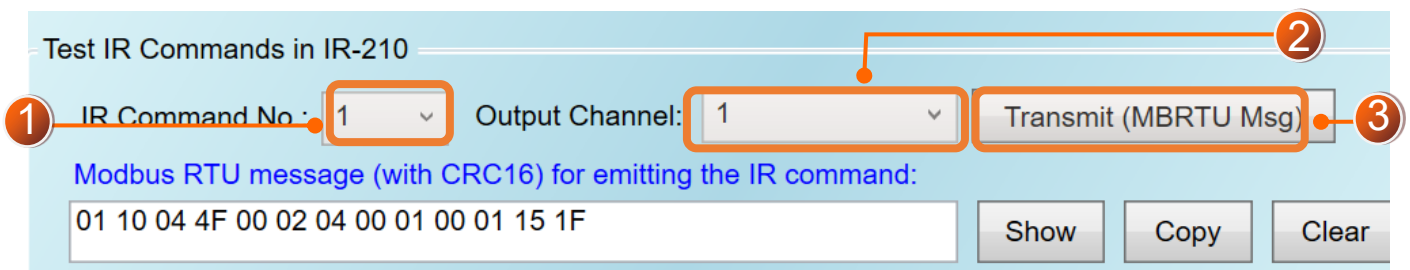 2
Test IR Commands in IR-210
1 IR Command No.: 1 Output Channel: 1 Transmit (MBRTU Msg) 3
Modbus RTU message (with CRC16) for emitting the IR command:
01 10 04 4F 00 02 04 00 01 00 01 15 1F Show Copy Clear